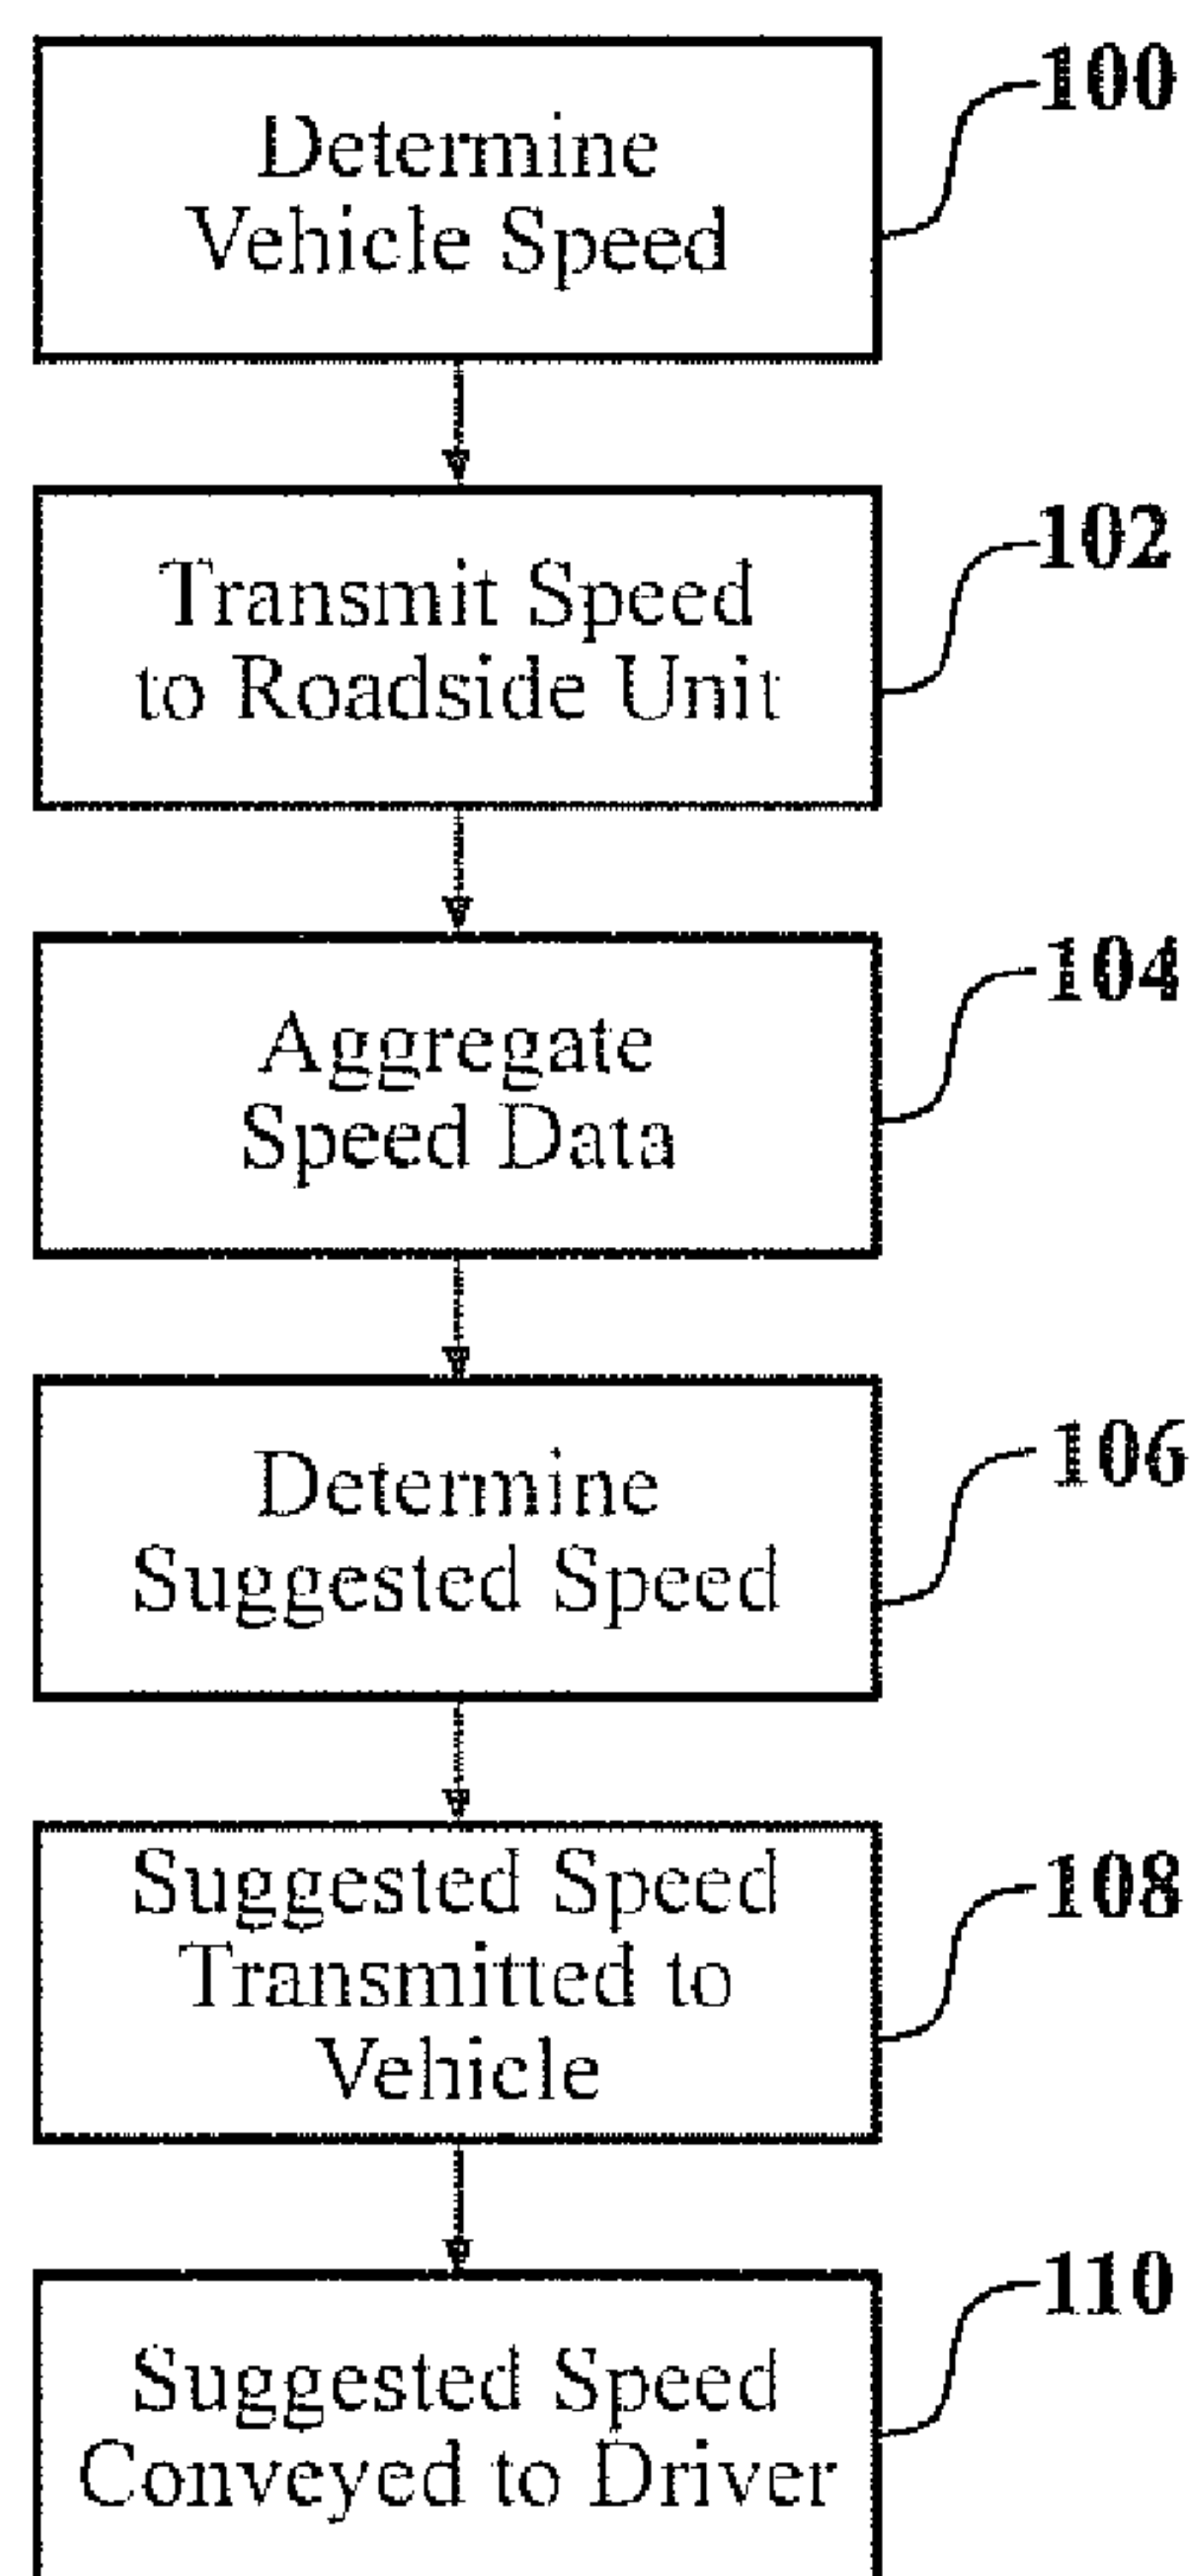 100
Determine
Vehicle Speed
102
Transmit Speed
to Roadside Unit
104
Aggregate
Speed Data
106
Determine
Suggested Speed
108
Suggested Speed
Transmitted to
Vehicle
110
Suggested Speed
Conveyed to Driver